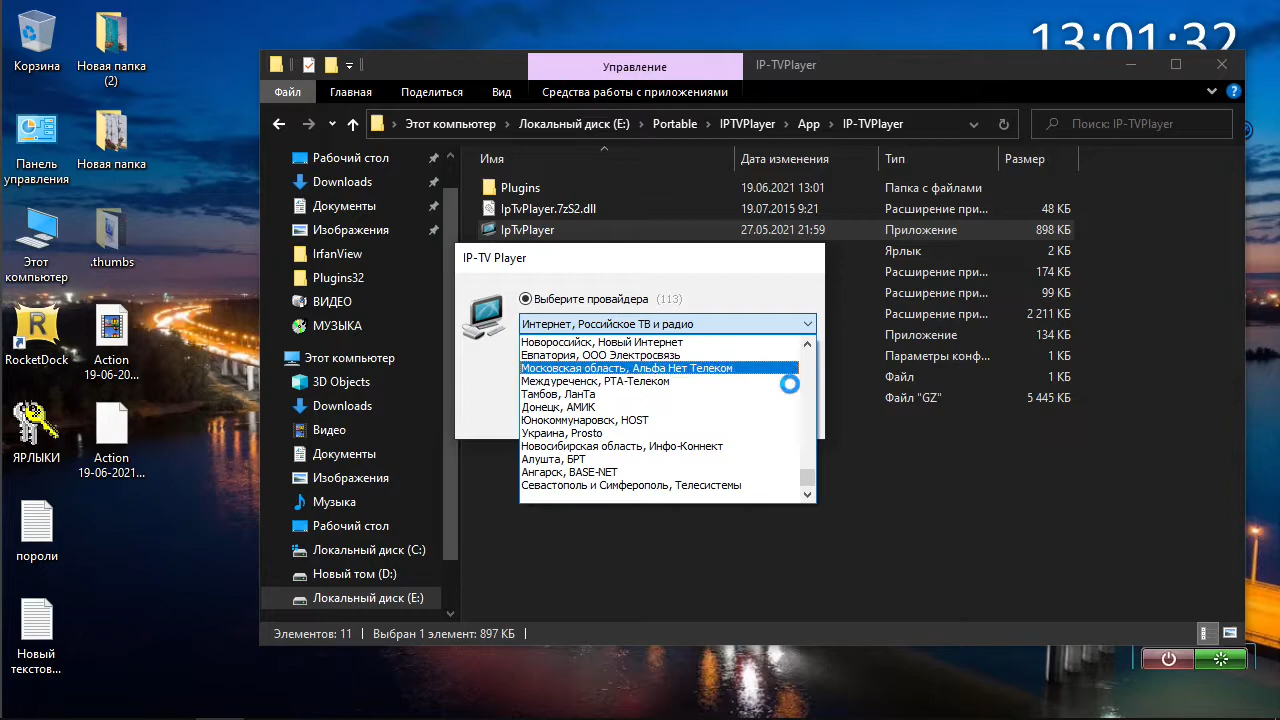 Корзина
Новая папка
(2)
Панель
управления
Новая папка
Этот
компьютер
.thumbs
RocketDock
Action
19-06-20...
ЯРЛЫКИ
Action
19-06-2021...
пороли
Новый
текстов...
13:01:32
Управление
IP-TVPlayer
Файл
Главная
Поделиться
Вид
Средства работы с приложениями
Этот компьютер
Локальный диск (E:)
Portable
IPTVPlayer
App
IP-TVPlayer
Поиск: IP-TVPlayer
Рабочий стол
Downloads
Документы
Изображения
IrfanView
Plugins32
ВИДЕО
МУЗЫКА
Этот компьютер
3D Objects
Downloads
Видео
Документы
Изображения
Музыка
Рабочий стол
Локальный диск (C:)
Новый том (D:)
Локальный диск (E:)
Имя
Дата изменения
Тип
Размер
Plugins
19.06.2021 13:01
Папка с файлами
IpTvPlayer.7zS2.dll
19.07.2015 9:21
Расширение при...
48 КБ
IpTvPlayer
27.05.2021 21:59
Приложение
898 КБ
Ярлык
2 КБ
Расширение при...
174 КБ
Расширение при...
99 КБ
Расширение при...
2 211 КБ
Приложение
134 КБ
Параметры конф...
1 КБ
Файл
1 КБ
Файл "GZ"
5 445 КБ
IP-TV Player
Выберите провайдера (113)
Интернет, Российское ТВ и радио
Новороссийск, Новый Интернет
Евпатория, ООО Электросвязь
Московская область, Альфа Нет Телеком
Междуреченск, РТА-Телеком
Тамбов, ЛанТа
Донецк, АМИК
Юнокоммунаровск, HOST
Украина, Prosto
Новосибирская область, Инфо-Коннект
Алушта, БРТ
Ангарск, BASE-NET
Севастополь и Симферополь, Телесистемы
Элементов: 11
Выбран 1 элемент: 897 КБ